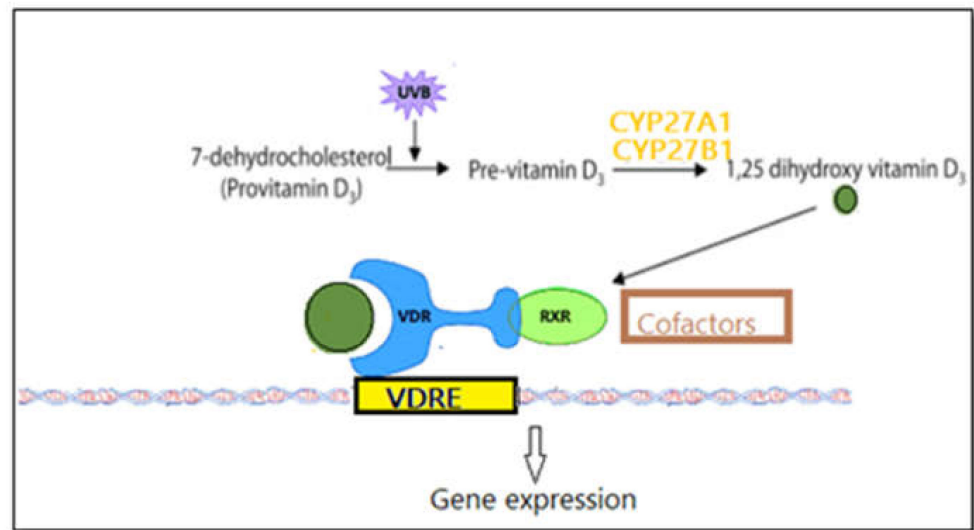 UVB
CYP27A1
CYP27B1
7-dehydrocholesterol
(Provitamin D₃)
Pre-vitamin D₃
1,25 dihydroxy vitamin D₃
VDR
RXR
Cofactors
VDRE
Gene expression